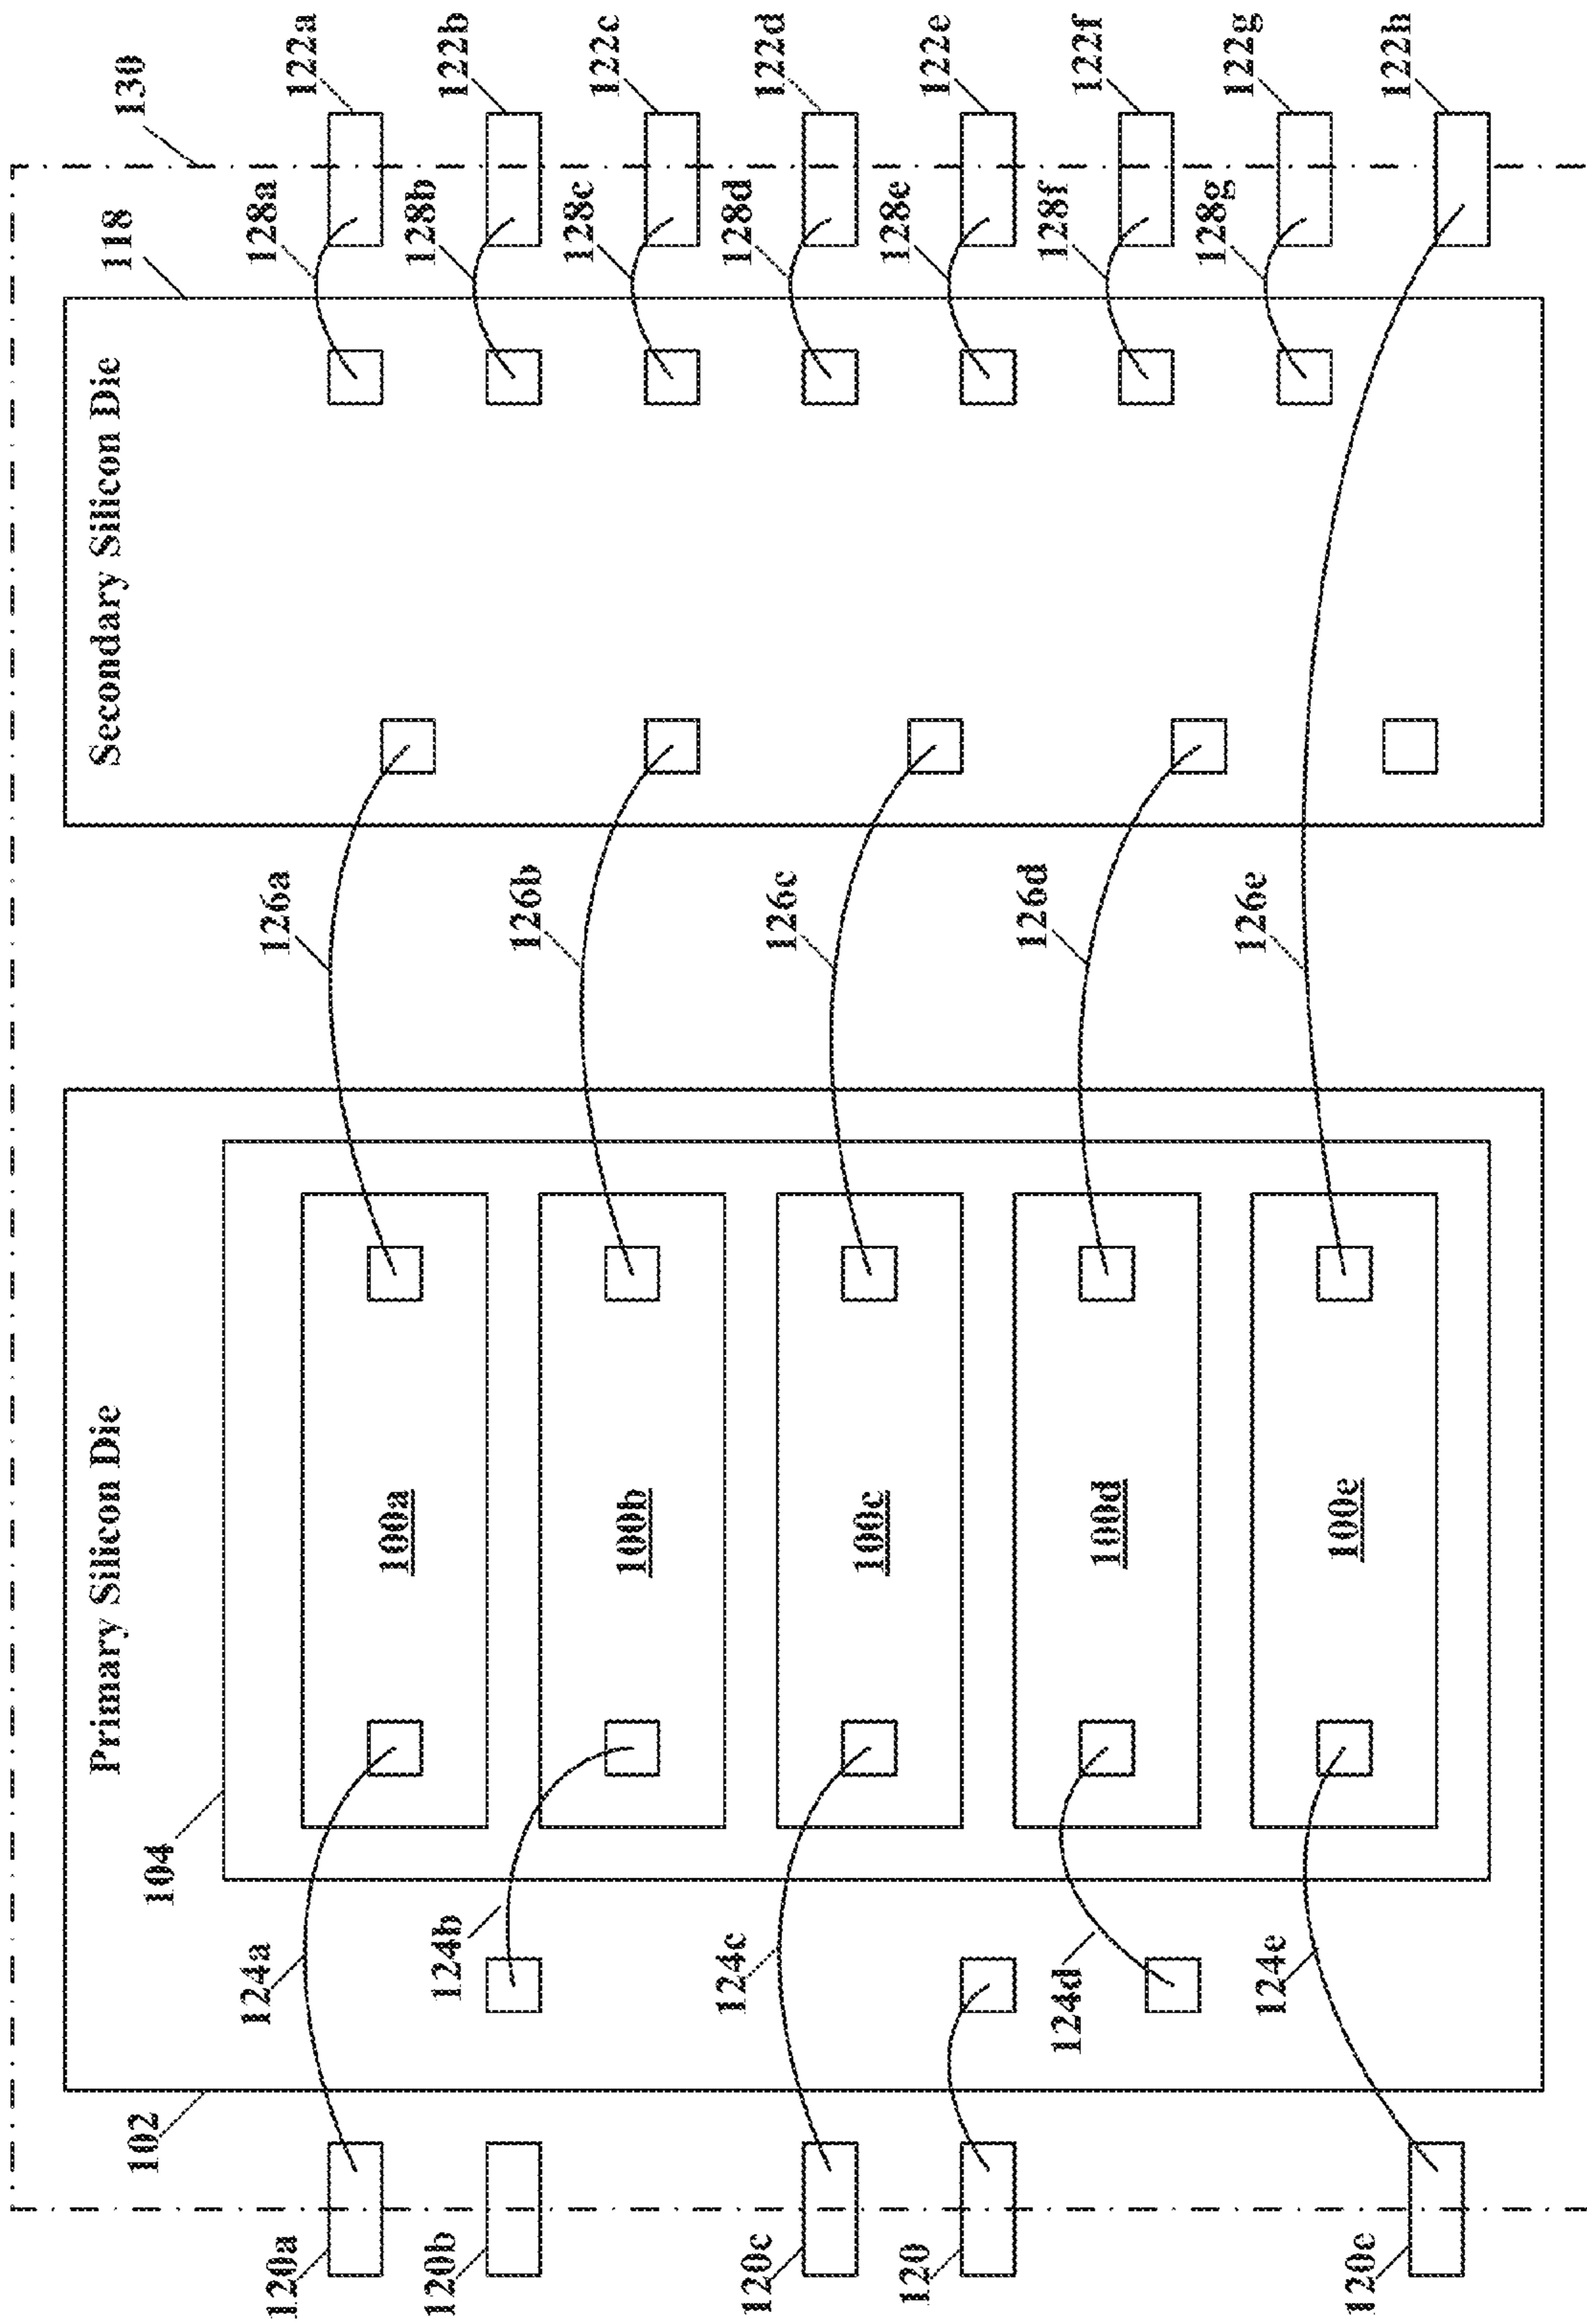 130
118
122a
122b
122c
122d
122e
122f
122g
122h
128a
128b
128c
128d
128e
128f
128g
Secondary Silicon Die
126a
126b
126c
126d
126e
Primary Silicon Die
100a
100b
100c
100d
100e
104
124a
124b
124c
124d
124e
102
120a
120b
120c
120
120e